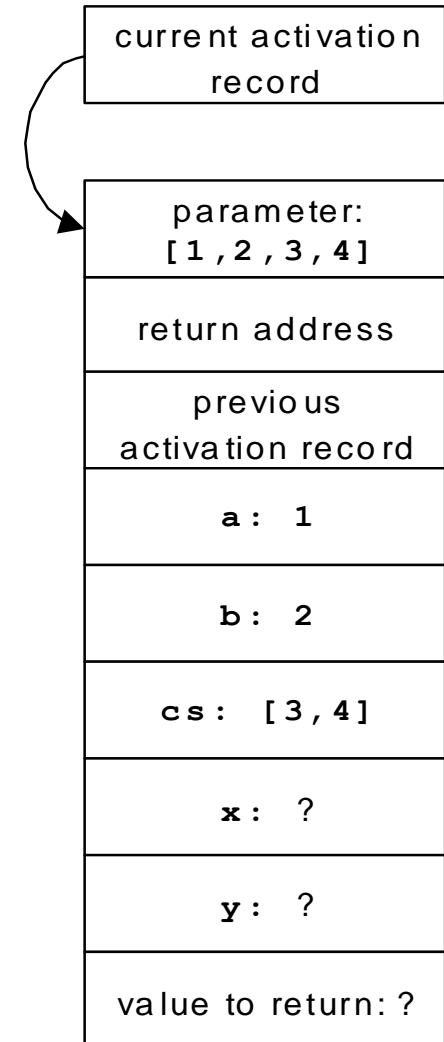 current activation
record
parameter:
[1,2,3,4]
return address
previous
activation record
a: 1
b: 2
cs: [3,4]
x: ?
y: ?
value to return: ?